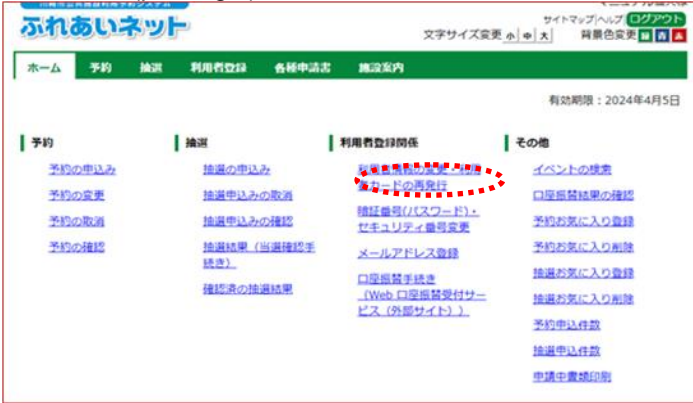 ふれあいネット
サイトマップ|ヘルプ ログアウト
文字サイズ変更 小 中 大 背景色変更
ホーム 予約 抽選 利用者登録 各種申請書 施設案内
有効期限：2024年4月5日
予約
予約の申込み
予約の変更
予約の取消
予約の確認
抽選
抽選の申込み
抽選申込みの取消
抽選申込みの確認
抽選結果（当選確認手
続き）
確認済の抽選結果
利用者登録関係
利用者情報の変更・利用
者カードの再発行
暗証番号(パスワード)・
セキュリティ番号変更
メールアドレス登録
口座振替手続き
（Web 口座振替受付サー
ビス（外部サイト））
その他
イベントの検索
口座振替結果の確認
予約お気に入り登録
予約お気に入り削除
抽選お気に入り登録
抽選お気に入り削除
予約申込件数
抽選申込件数
申請中書類印刷